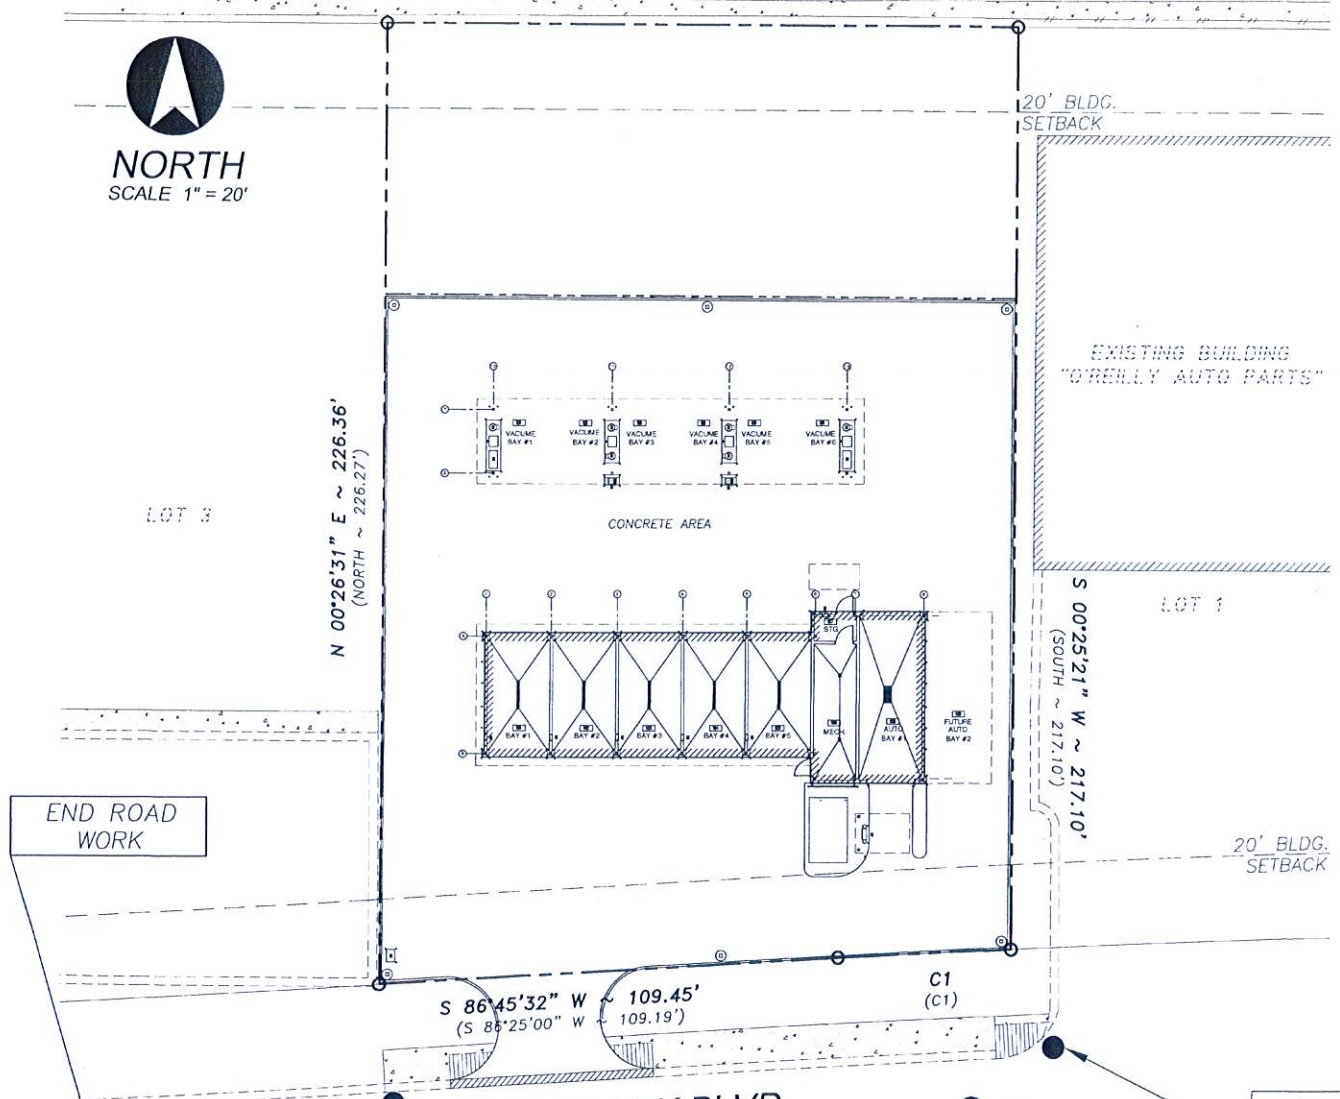 20' BLDG.
SETBACK
NORTH
SCALE 1" = 20'
EXISTING BUILDING
"O'REILLY AUTO PARTS"
VACUME
BAY #1
VACUME
BAY #2
VACUME
BAY #3
VACUME
BAY #4
VACUME
BAY #5
VACUME
BAY #6
N 00°26'31" E ~ 226.36'
(NORTH ~ 226.27')
LOT 3
CONCRETE AREA
S 00°25'21" W ~ 217.10'
(SOUTH ~ 217.10')
LOT 1
STG.
BAY #1
BAY #2
BAY #3
BAY #4
BAY #5
MECH.
AUTO
BAY #1
FUTURE
AUTO
BAY #2
END ROAD
WORK
20' BLDG.
SETBACK
S 86°45'32" W ~ 109.45'
(S 86°25'00" W ~ 109.19')
C1
(C1)
BLVD